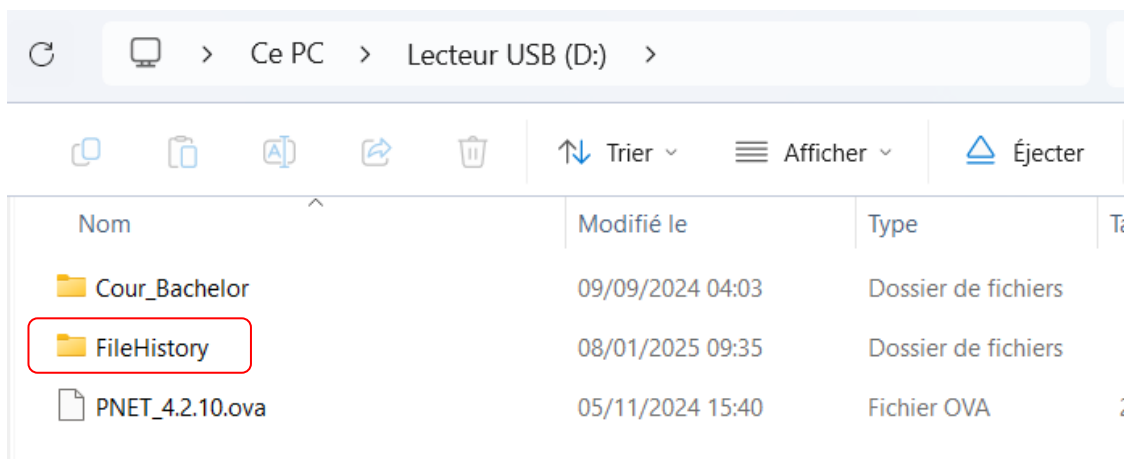 Ce PC > Lecteur USB (D:) >
Trier Afficher Éjecter
Nom Modifié le Type
Cour_Bachelor 09/09/2024 04:03 Dossier de fichiers
FileHistory 08/01/2025 09:35 Dossier de fichiers
PNET_4.2.10.ova 05/11/2024 15:40 Fichier OVA